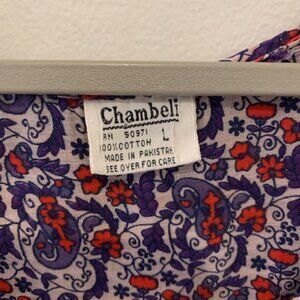 Chambeli
RN 50971 L
100% COTTON
MADE IN PAKISTAN
SEE OVER FOR CARE